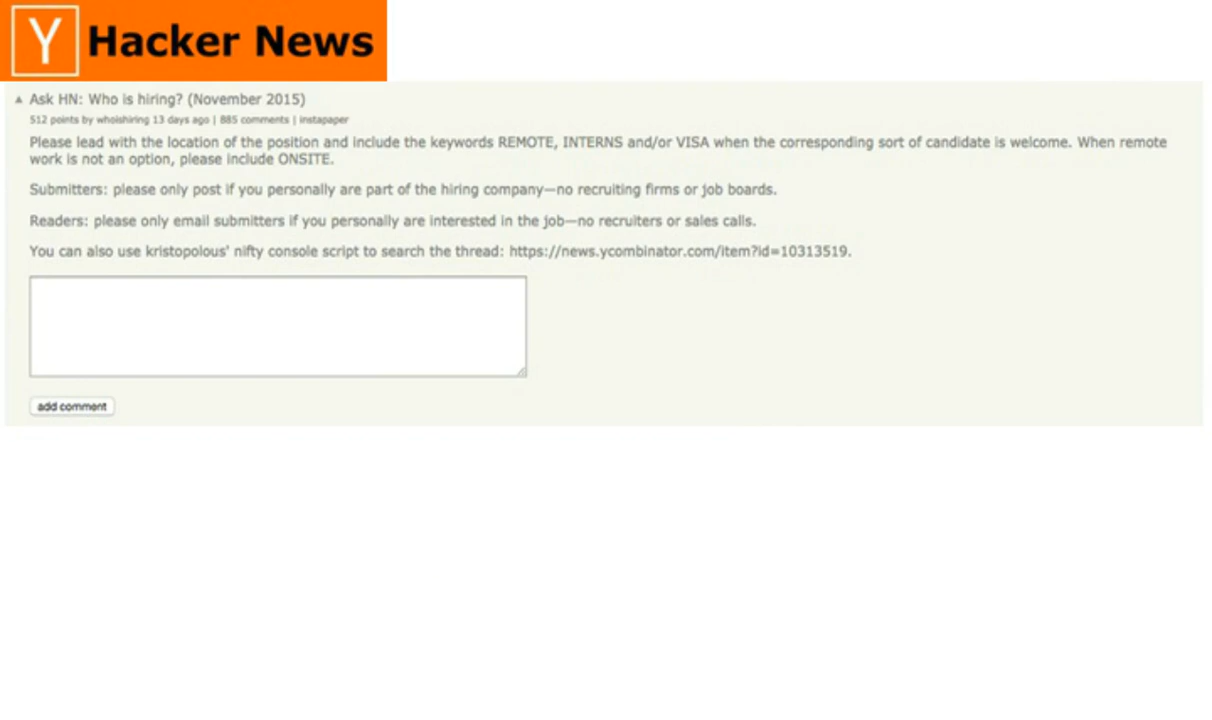 Y Hacker News
Ask HN: Who is hiring? (November 2015)
512 points by whoishiring 13 days ago | 885 comments | instapaper
Please lead with the location of the position and include the keywords REMOTE, INTERNS and/or VISA when the corresponding sort of candidate is welcome. When remote
work is not an option, please include ONSITE.
Submitters: please only post if you personally are part of the hiring company—no recruiting firms or job boards.
Readers: please only email submitters if you personally are interested in the job—no recruiters or sales calls.
You can also use kristopolous' nifty console script to search the thread: https://news.ycombinator.com/item?id=10313519.
add comment